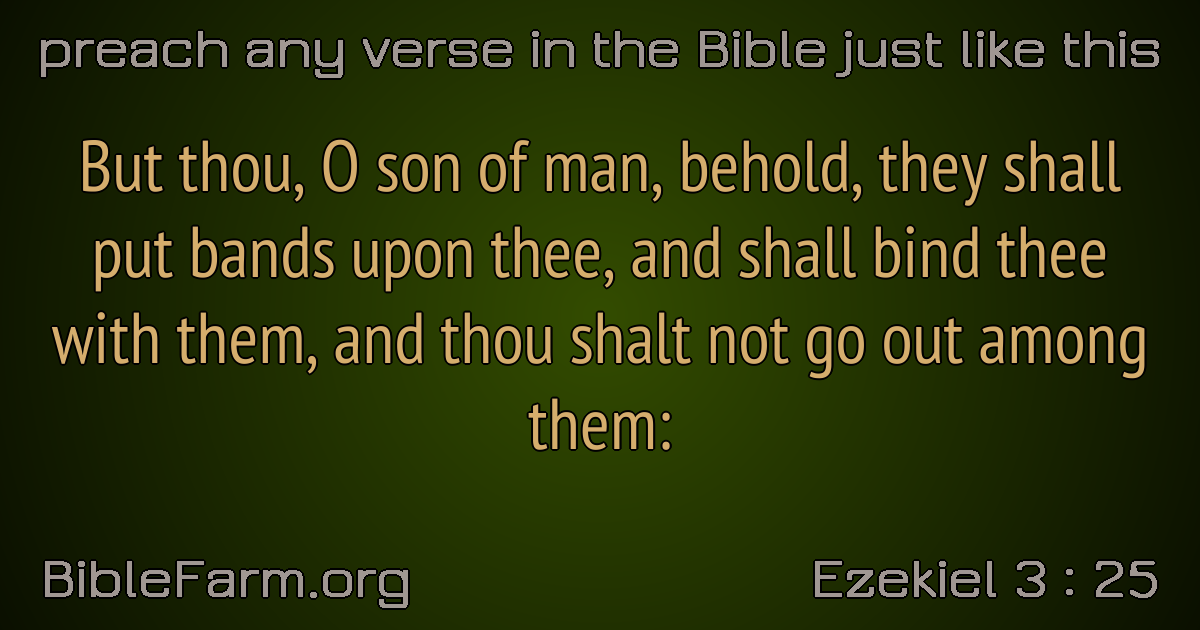 preach any verse in the Bible just like this
But thou, O son of man, behold, they shall
put bands upon thee, and shall bind thee
with them, and thou shalt not go out among
them:
BibleFarm.org
Ezekiel 3 : 25